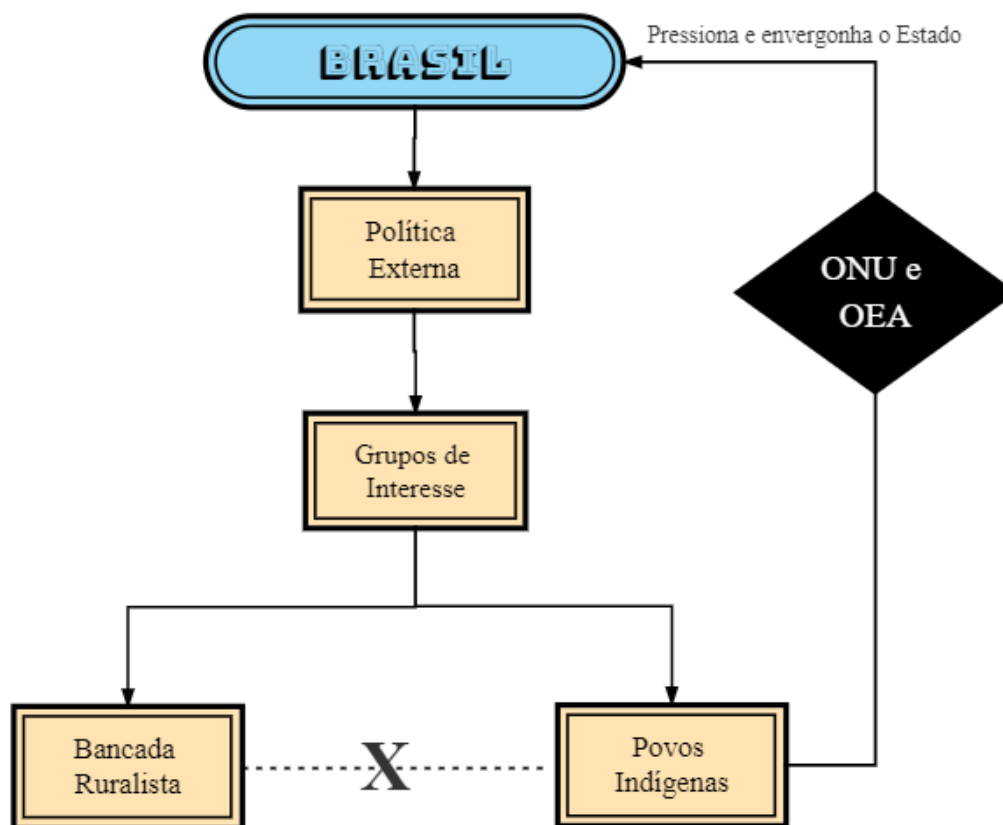 BRASIL
Pressiona e envergonha o Estado
Política
Externa
ONU e
OEA
Grupos de
Interesse
Bancada
Ruralista
X
Povos
Indígenas